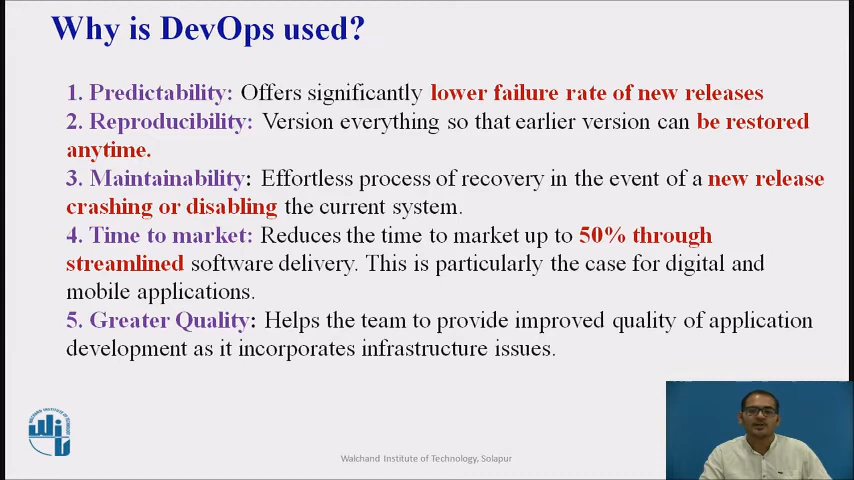 Why is DevOps used?
1. Predictability: Offers significantly lower failure rate of new releases
2. Reproducibility: Version everything so that earlier version can be restored
anytime.
3. Maintainability: Effortless process of recovery in the event of a new release
crashing or disabling the current system.
4. Time to market: Reduces the time to market up to 50% through
streamlined software delivery. This is particularly the case for digital and
mobile applications.
5. Greater Quality: Helps the team to provide improved quality of application
development as it incorporates infrastructure issues.
Walchand Institute of Technology, Solapur